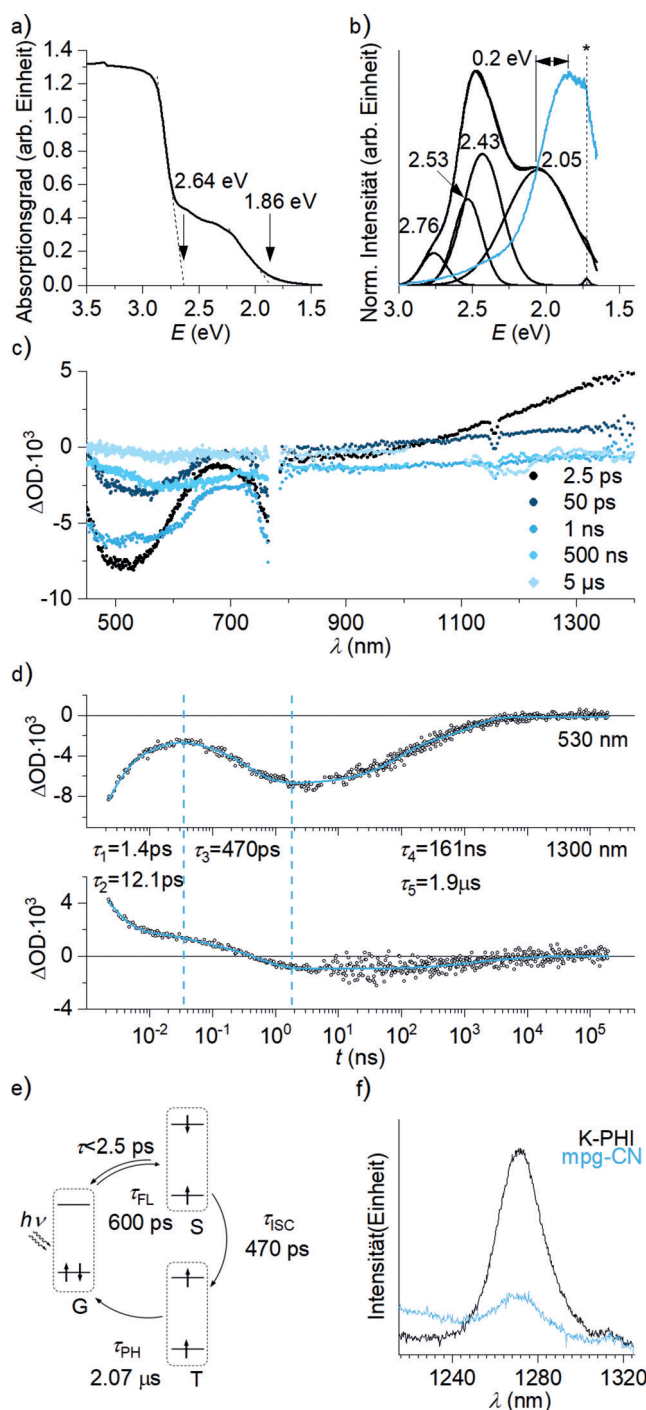 a)
Absorptionsgrad (arb. Einheit)
1.4
1.2
1.0
0.8
0.6
0.4
0.2
0.0
2.64 eV
1.86 eV
3.5 3.0 2.5 2.0 1.5
E (eV)
b)
Norm. Intensität (arb. Einheit)
0.2 eV
*
2.43
2.53
2.05
2.76
3.0 2.5 2.0 1.5
E (eV)
c)
ΔOD·10³
5
0
-5
-10
2.5 ps
50 ps
1 ns
500 ns
5 µs
500 700 900 1100 1300
λ (nm)
d)
ΔOD·10³
0
-4
-8
530 nm
τ₁=1.4ps τ₃=470ps τ₄=161ns 1300 nm
τ₂=12.1ps τ₅=1.9µs
ΔOD·10³
4
0
-4
10⁻² 10⁻¹ 10⁰ 10¹ 10² 10³ 10⁴ 10⁵
t (ns)
e)
τ<2.5 ps
hν
τFL
600 ps
S
τISC
470 ps
G
τPH
2.07 µs
T
f)
Intensität(Einheit)
K-PHI
mpg-CN
1240 1280 1320
λ (nm)